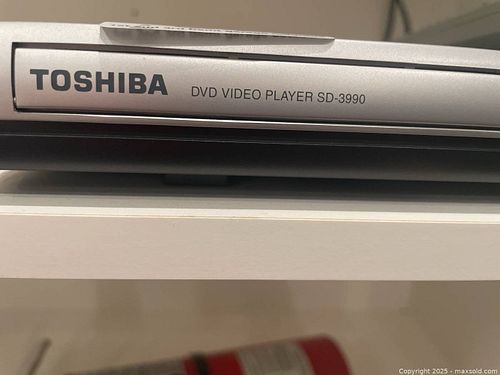 TOSHIBA
DVD VIDEO PLAYER SD-3990
Copyright © 2025 - maxsold.com